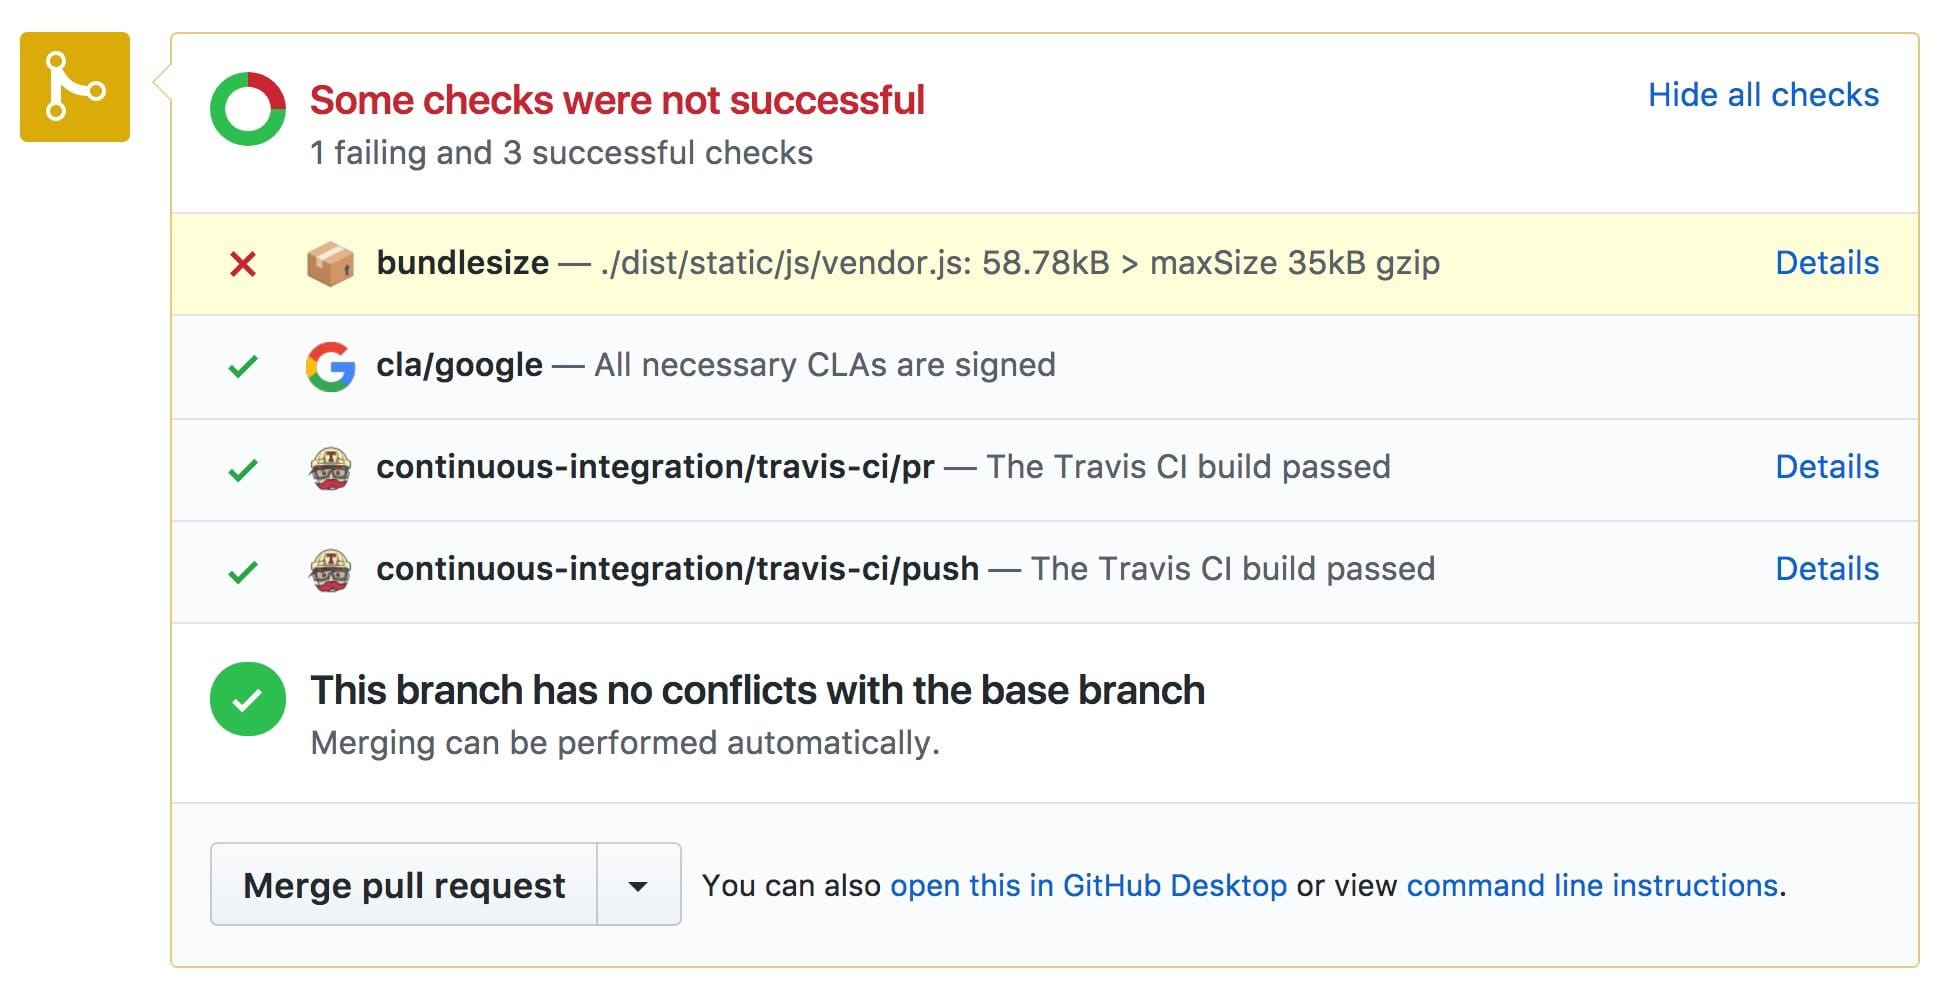 Some checks were not successful
Hide all checks
1 failing and 3 successful checks
bundlesize — ./dist/static/js/vendor.js: 58.78kB > maxSize 35kB gzip
Details
cla/google — All necessary CLAs are signed
continuous-integration/travis-ci/pr — The Travis CI build passed
Details
continuous-integration/travis-ci/push — The Travis CI build passed
Details
This branch has no conflicts with the base branch
Merging can be performed automatically.
Merge pull request
You can also open this in GitHub Desktop or view command line instructions.